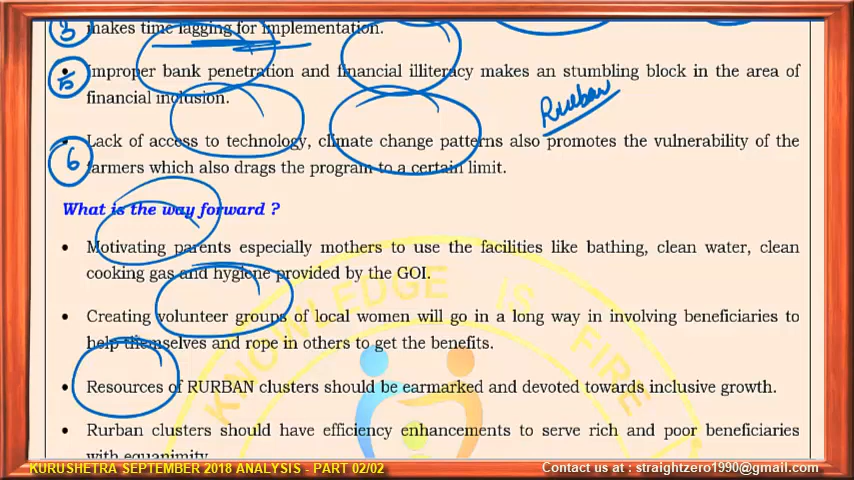 3 makes time lagging for implementation.
5 Improper bank penetration and financial illiteracy makes an stumbling block in the area of
financial inclusion.
Rurban
6 Lack of access to technology, climate change patterns also promotes the vulnerability of the
farmers which also drags the program to a certain limit.
What is the way forward ?
• Motivating parents especially mothers to use the facilities like bathing, clean water, clean
cooking gas and hygiene provided by the GOI.
• Creating volunteer groups of local women will go in a long way in involving beneficiaries to
help themselves and rope in others to get the benefits.
• Resources of RURBAN clusters should be earmarked and devoted towards inclusive growth.
• Rurban clusters should have efficiency enhancements to serve rich and poor beneficiaries
with equanimity.
KNOWLEDGE IS FIRE
KURUSHETRA SEPTEMBER 2018 ANALYSIS - PART 02/02
Contact us at : straightzero1990@gmail.com